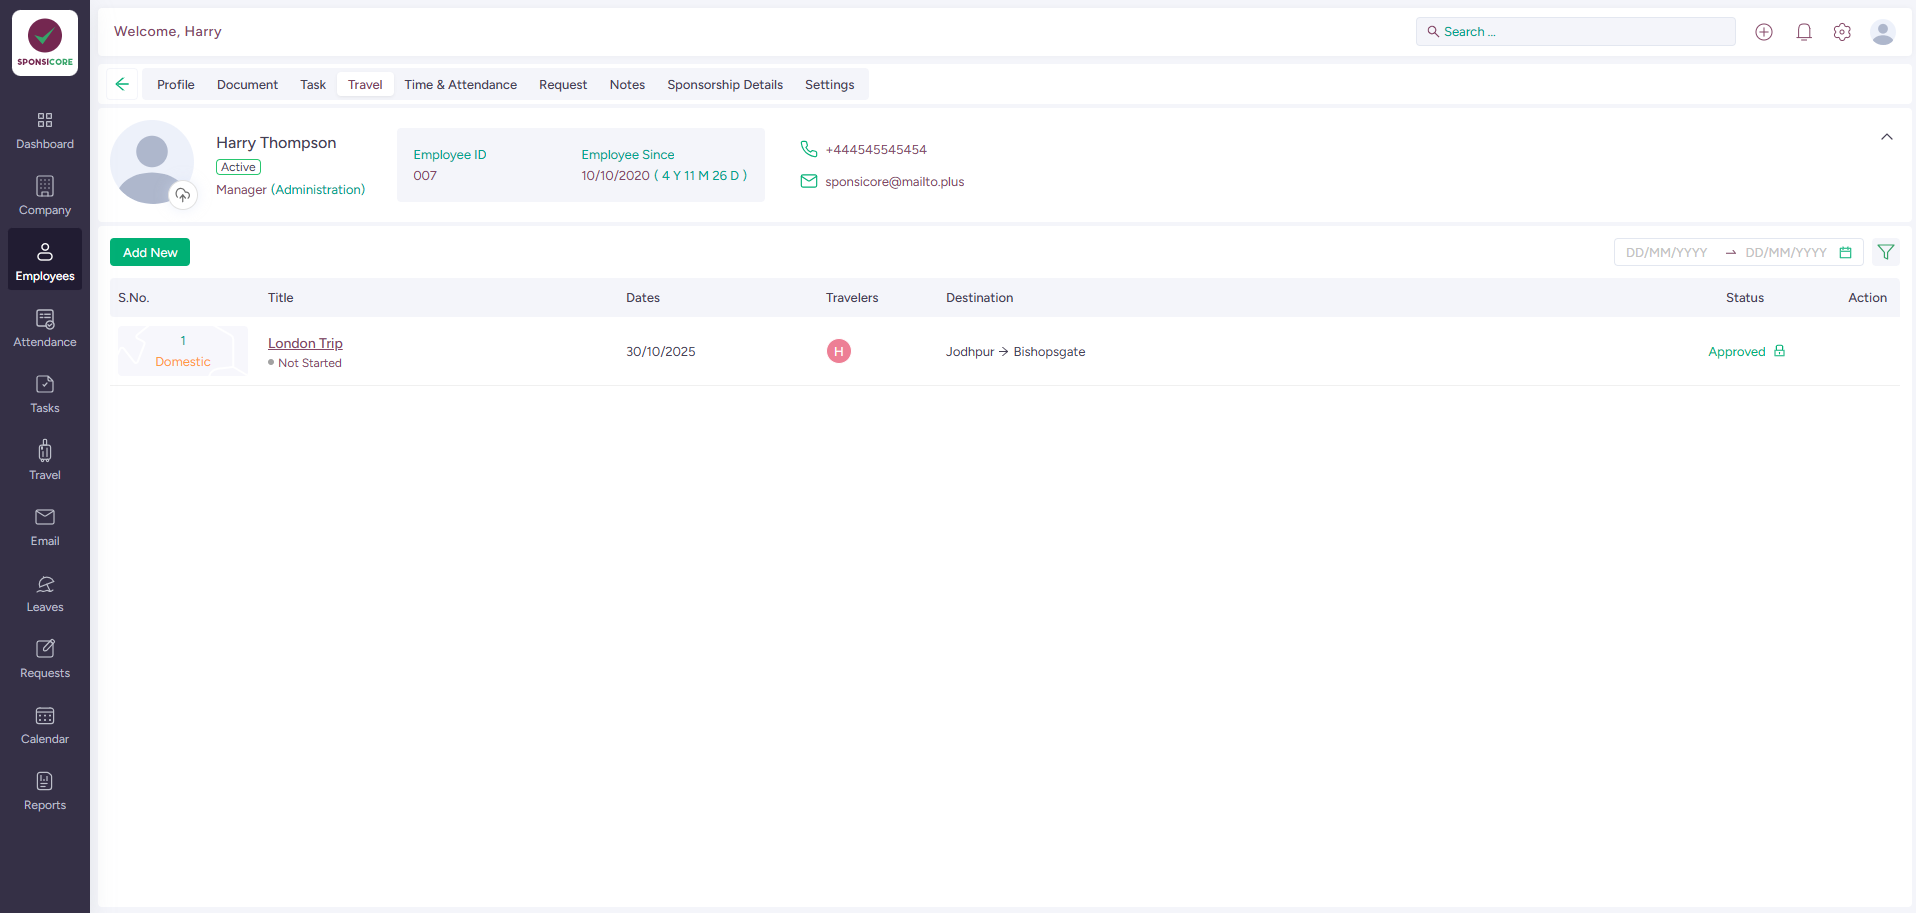 SPONSICORE
Welcome, Harry
Search ...
Profile Document Task Travel Time & Attendance Request Notes Sponsorship Details Settings
Harry Thompson
Active
Manager (Administration)
Employee ID
007
Employee Since
10/10/2020 ( 4 Y 11 M 26 D )
+444545545454
sponsicore@mailto.plus
Add New
DD/MM/YYYY → DD/MM/YYYY
S.No. Title Dates Travelers Destination Status Action
1
Domestic
London Trip
Not Started
30/10/2025
H
Jodhpur → Bishopsgate
Approved
Dashboard
Company
Employees
Attendance
Tasks
Travel
Email
Leaves
Requests
Calendar
Reports